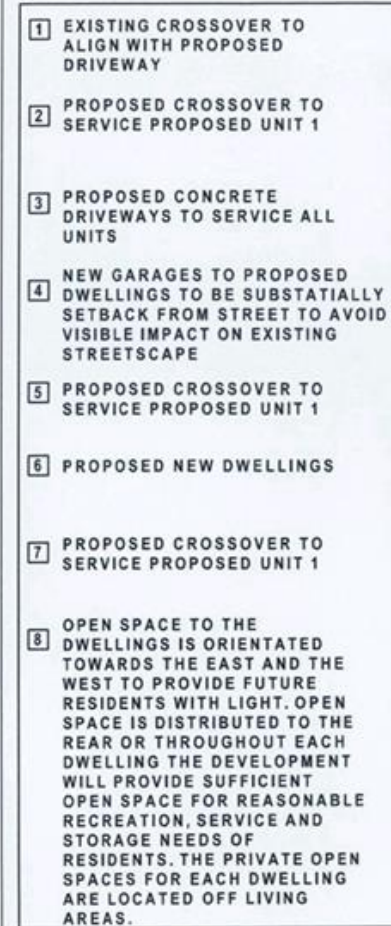 1 EXISTING CROSSOVER TO
ALIGN WITH PROPOSED
DRIVEWAY
2 PROPOSED CROSSOVER TO
SERVICE PROPOSED UNIT 1
3 PROPOSED CONCRETE
DRIVEWAYS TO SERVICE ALL
UNITS
4 NEW GARAGES TO PROPOSED
DWELLINGS TO BE SUBSTATIALLY
SETBACK FROM STREET TO AVOID
VISIBLE IMPACT ON EXISTING
STREETSCAPE
5 PROPOSED CROSSOVER TO
SERVICE PROPOSED UNIT 1
6 PROPOSED NEW DWELLINGS
7 PROPOSED CROSSOVER TO
SERVICE PROPOSED UNIT 1
8 OPEN SPACE TO THE
DWELLINGS IS ORIENTATED
TOWARDS THE EAST AND THE
WEST TO PROVIDE FUTURE
RESIDENTS WITH LIGHT. OPEN
SPACE IS DISTRIBUTED TO THE
REAR OR THROUGHOUT EACH
DWELLING THE DEVELOPMENT
WILL PROVIDE SUFFICIENT
OPEN SPACE FOR REASONABLE
RECREATION, SERVICE AND
STORAGE NEEDS OF
RESIDENTS. THE PRIVATE OPEN
SPACES FOR EACH DWELLING
ARE LOCATED OFF LIVING
AREAS.